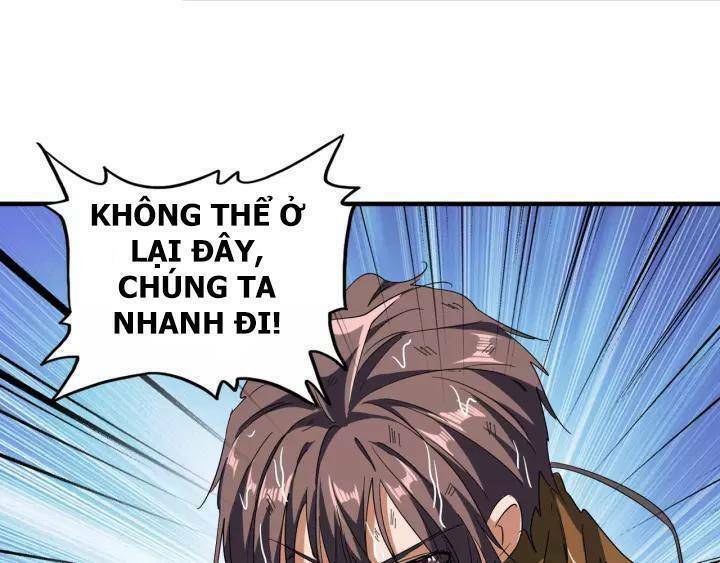 KHÔNG THỂ Ở
LẠI ĐÂY,
CHÚNG TA
NHANH ĐI!